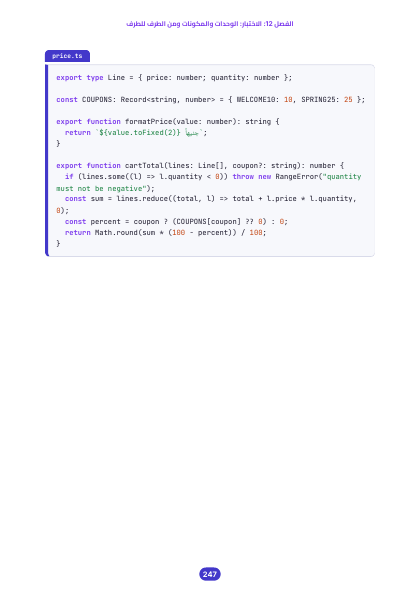 الفصل 12: الاختبار: الوحدات والمكونات ومن الطرف للطرف
price.ts
export type Line = { price: number; quantity: number };
const COUPONS: Record<string, number> = { WELCOME10: 10, SPRING25: 25 };
export function formatPrice(value: number): string {
return `${value.toFixed(2)} جنيهاً`;
}
export function cartTotal(lines: Line[], coupon?: string): number {
if (lines.some((l) => l.quantity < 0)) throw new RangeError("quantity
must not be negative");
const sum = lines.reduce((total, l) => total + l.price * l.quantity,
0);
const percent = coupon ? (COUPONS[coupon] ?? 0) : 0;
return Math.round(sum * (100 - percent)) / 100;
}
247